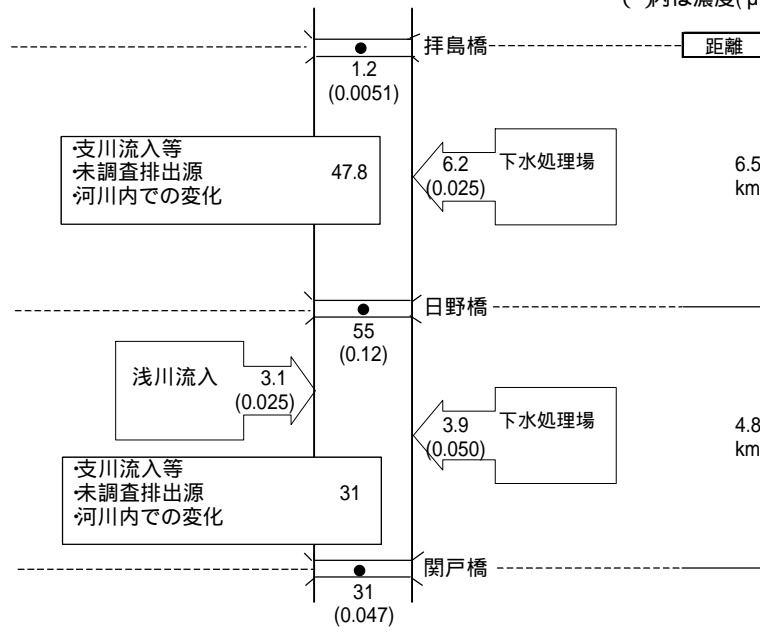 ( )内は濃度(μ
拝島橋
距離
1.2
(0.0051)
・支川流入等
・未調査排出源
・河川内での変化
47.8
6.2
(0.025)
下水処理場
6.5
km
日野橋
55
(0.12)
浅川流入
3.1
(0.025)
3.9
(0.050)
下水処理場
4.8
km
・支川流入等
・未調査排出源
・河川内での変化
31
関戸橋
31
(0.047)